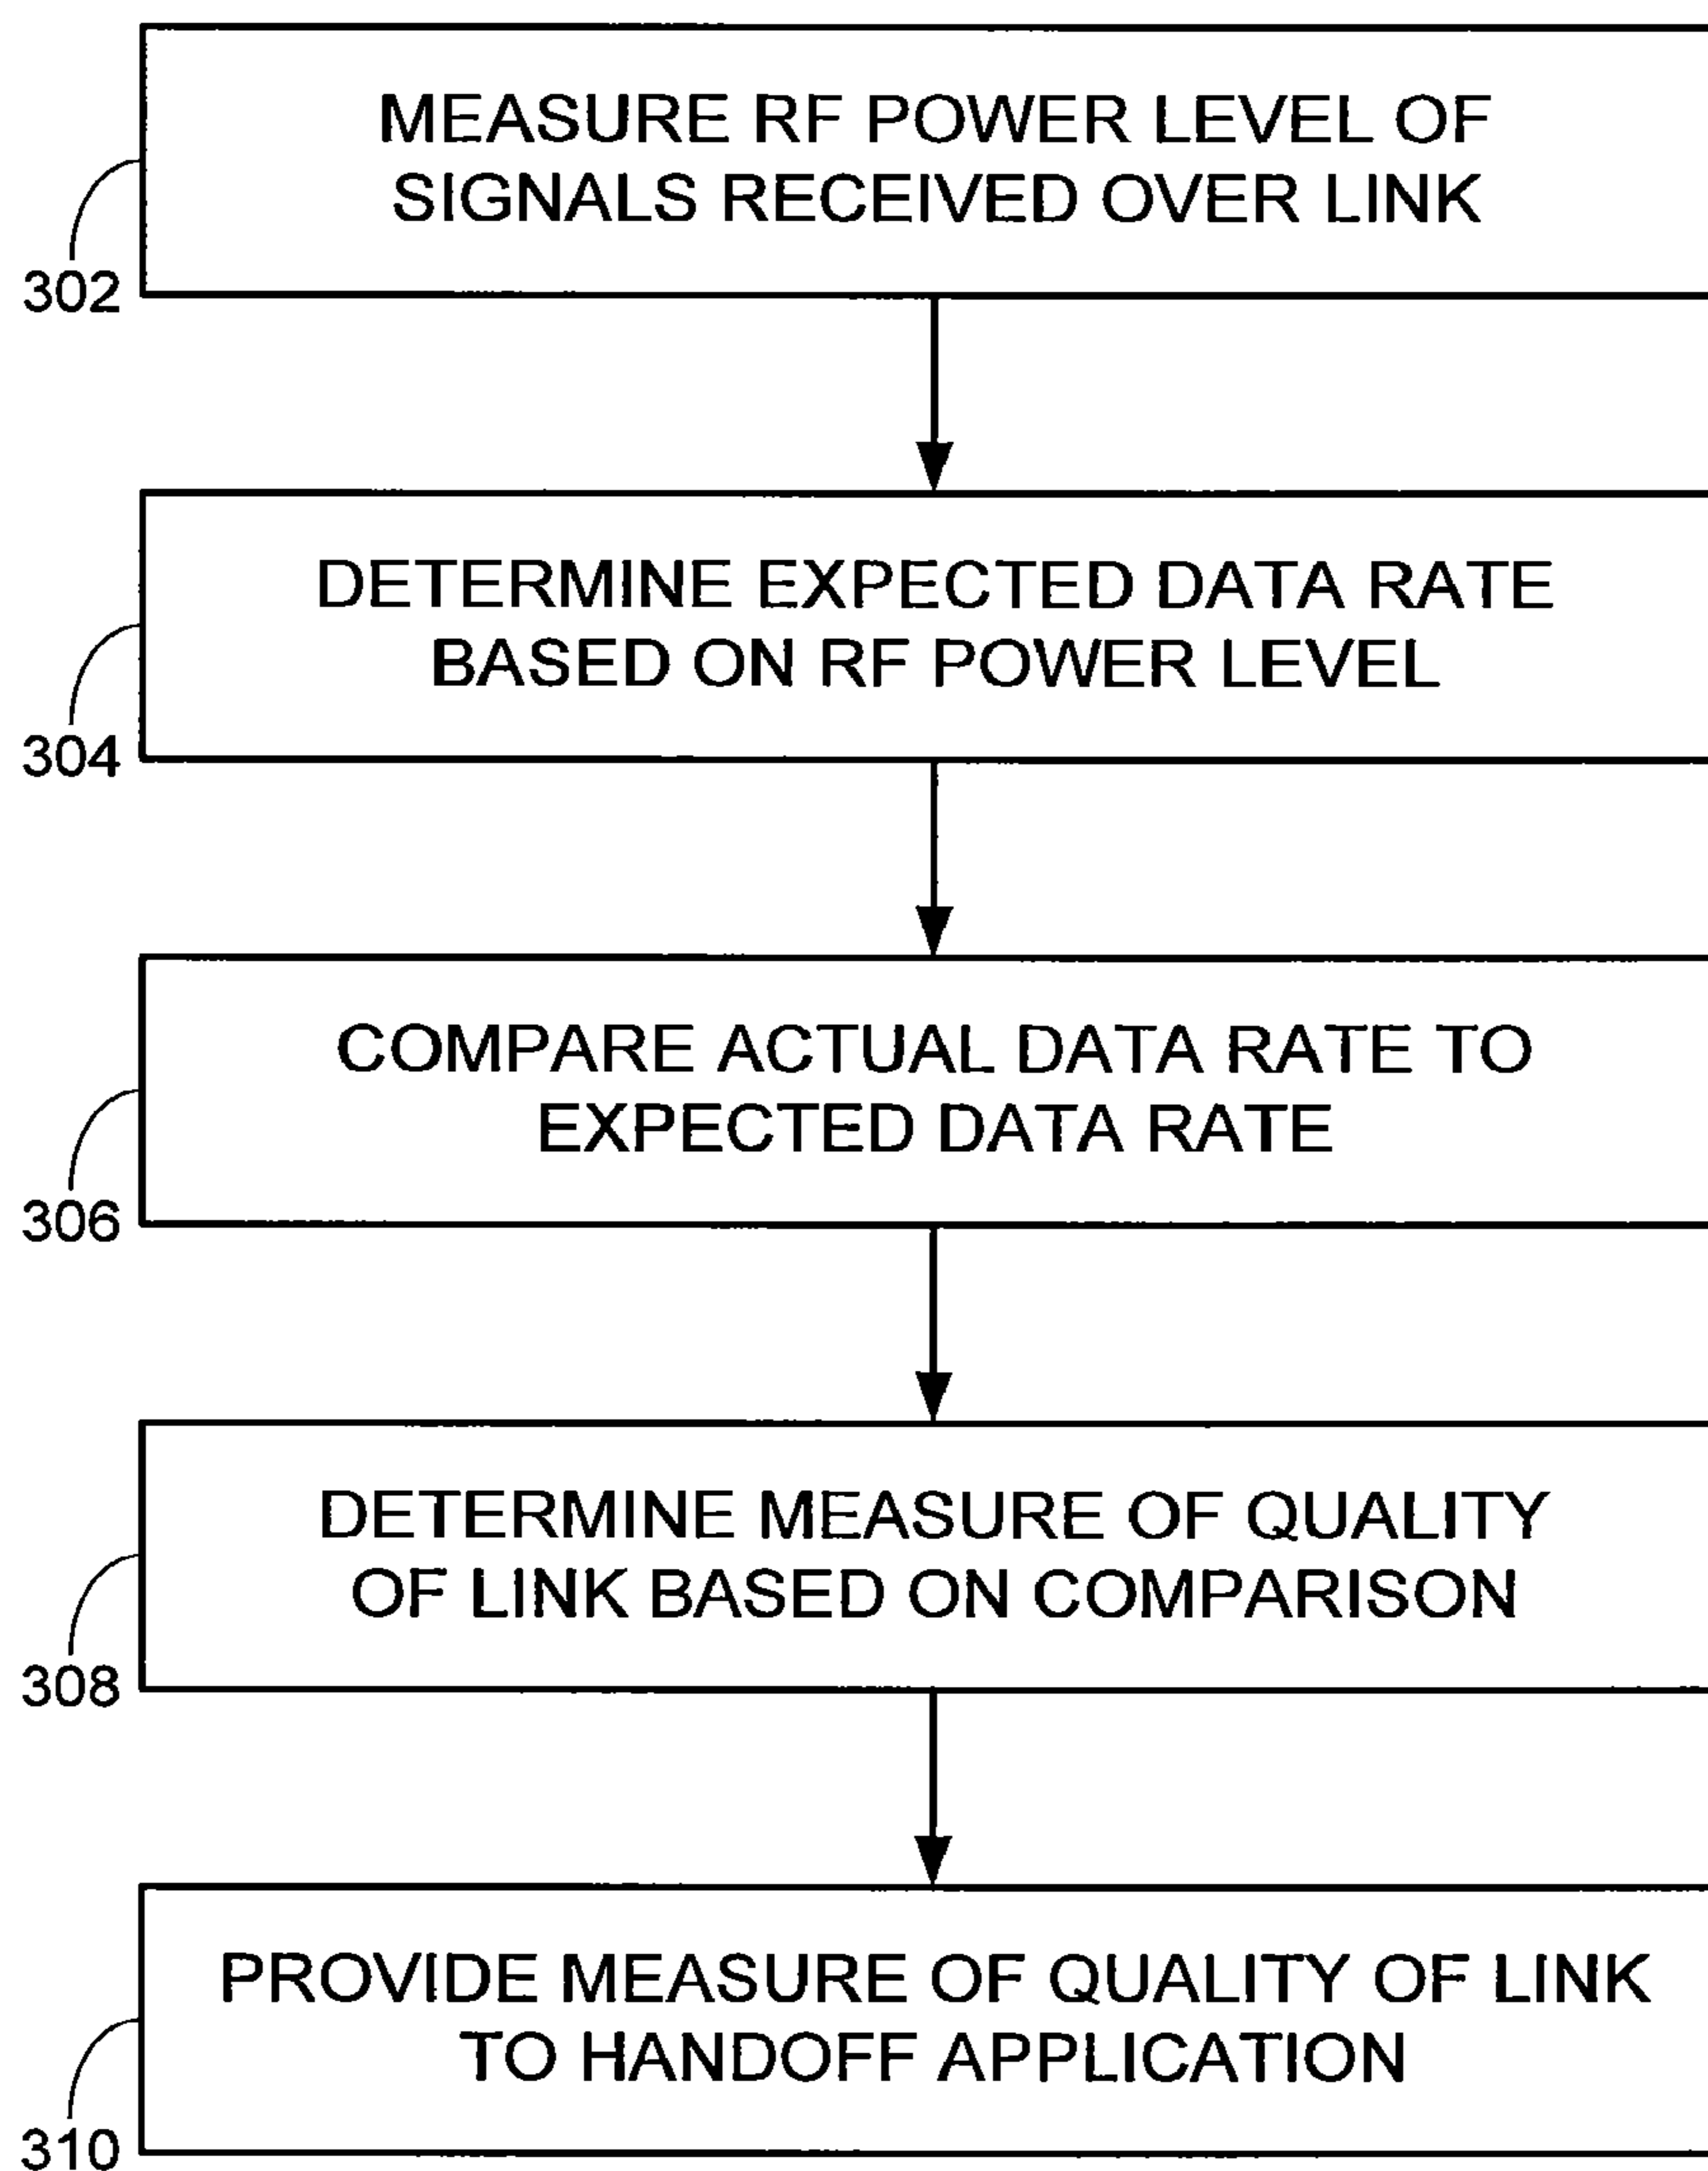 MEASURE RF POWER LEVEL OF
SIGNALS RECEIVED OVER LINK
302
DETERMINE EXPECTED DATA RATE
BASED ON RF POWER LEVEL
304
COMPARE ACTUAL DATA RATE TO
EXPECTED DATA RATE
306
DETERMINE MEASURE OF QUALITY
OF LINK BASED ON COMPARISON
308
PROVIDE MEASURE OF QUALITY OF LINK
TO HANDOFF APPLICATION
310